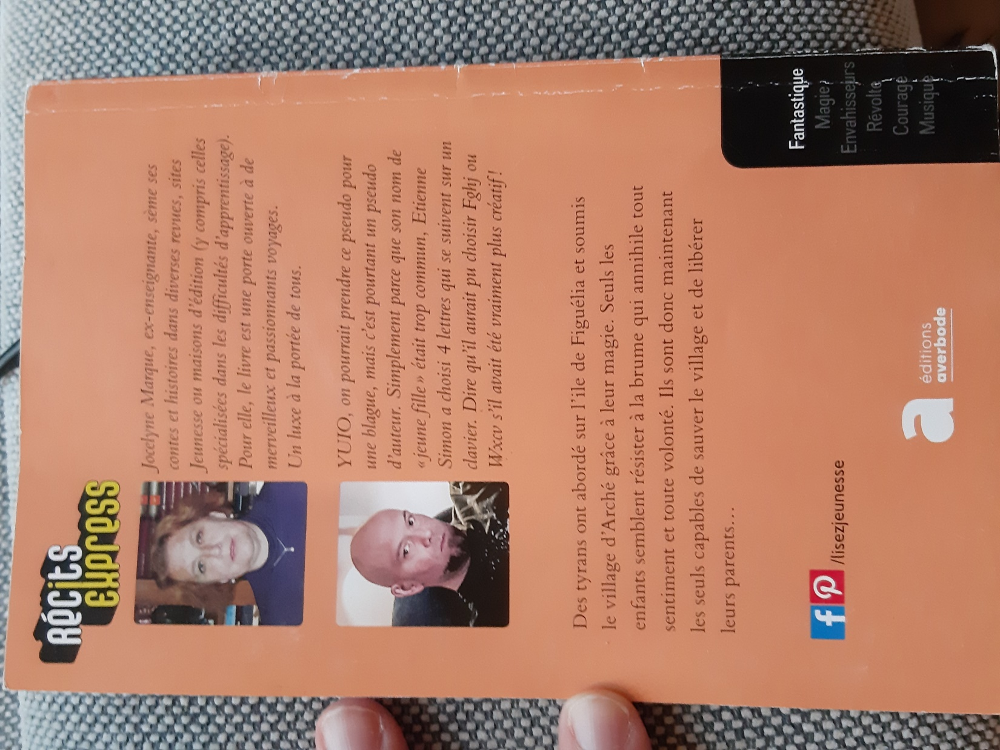 Récits
express
Jocelyne Marque, ex-enseignante, sème ses
contes et histoires dans diverses revues, sites
Jeunesse ou maisons d'édition (y compris celles
spécialisées dans les difficultés d'apprentissage).
Pour elle, le livre est une porte ouverte à de
merveilleux et passionnants voyages.
Un luxe à la portée de tous.
YUIO, on pourrait prendre ce pseudo pour
une blague, mais c'est pourtant un pseudo
d'auteur. Simplement parce que son nom de
«jeune fille» était trop commun, Etienne
Simon a choisi 4 lettres qui se suivent sur un
clavier. Dire qu'il aurait pu choisir Fghj ou
Wxcv s'il avait été vraiment plus créatif!
Des tyrans ont abordé sur l'ile de Figuélia et soumis
le village d'Arché grâce à leur magie. Seuls les
enfants semblent résister à la brume qui annihile tout
sentiment et toute volonté. Ils sont donc maintenant
les seuls capables de sauver le village et de libérer
leurs parents...
f P /lisezjeunesse
a éditions
averbode
Fantastique
Magie
Envahisseurs
Révolte
Courage
Musique